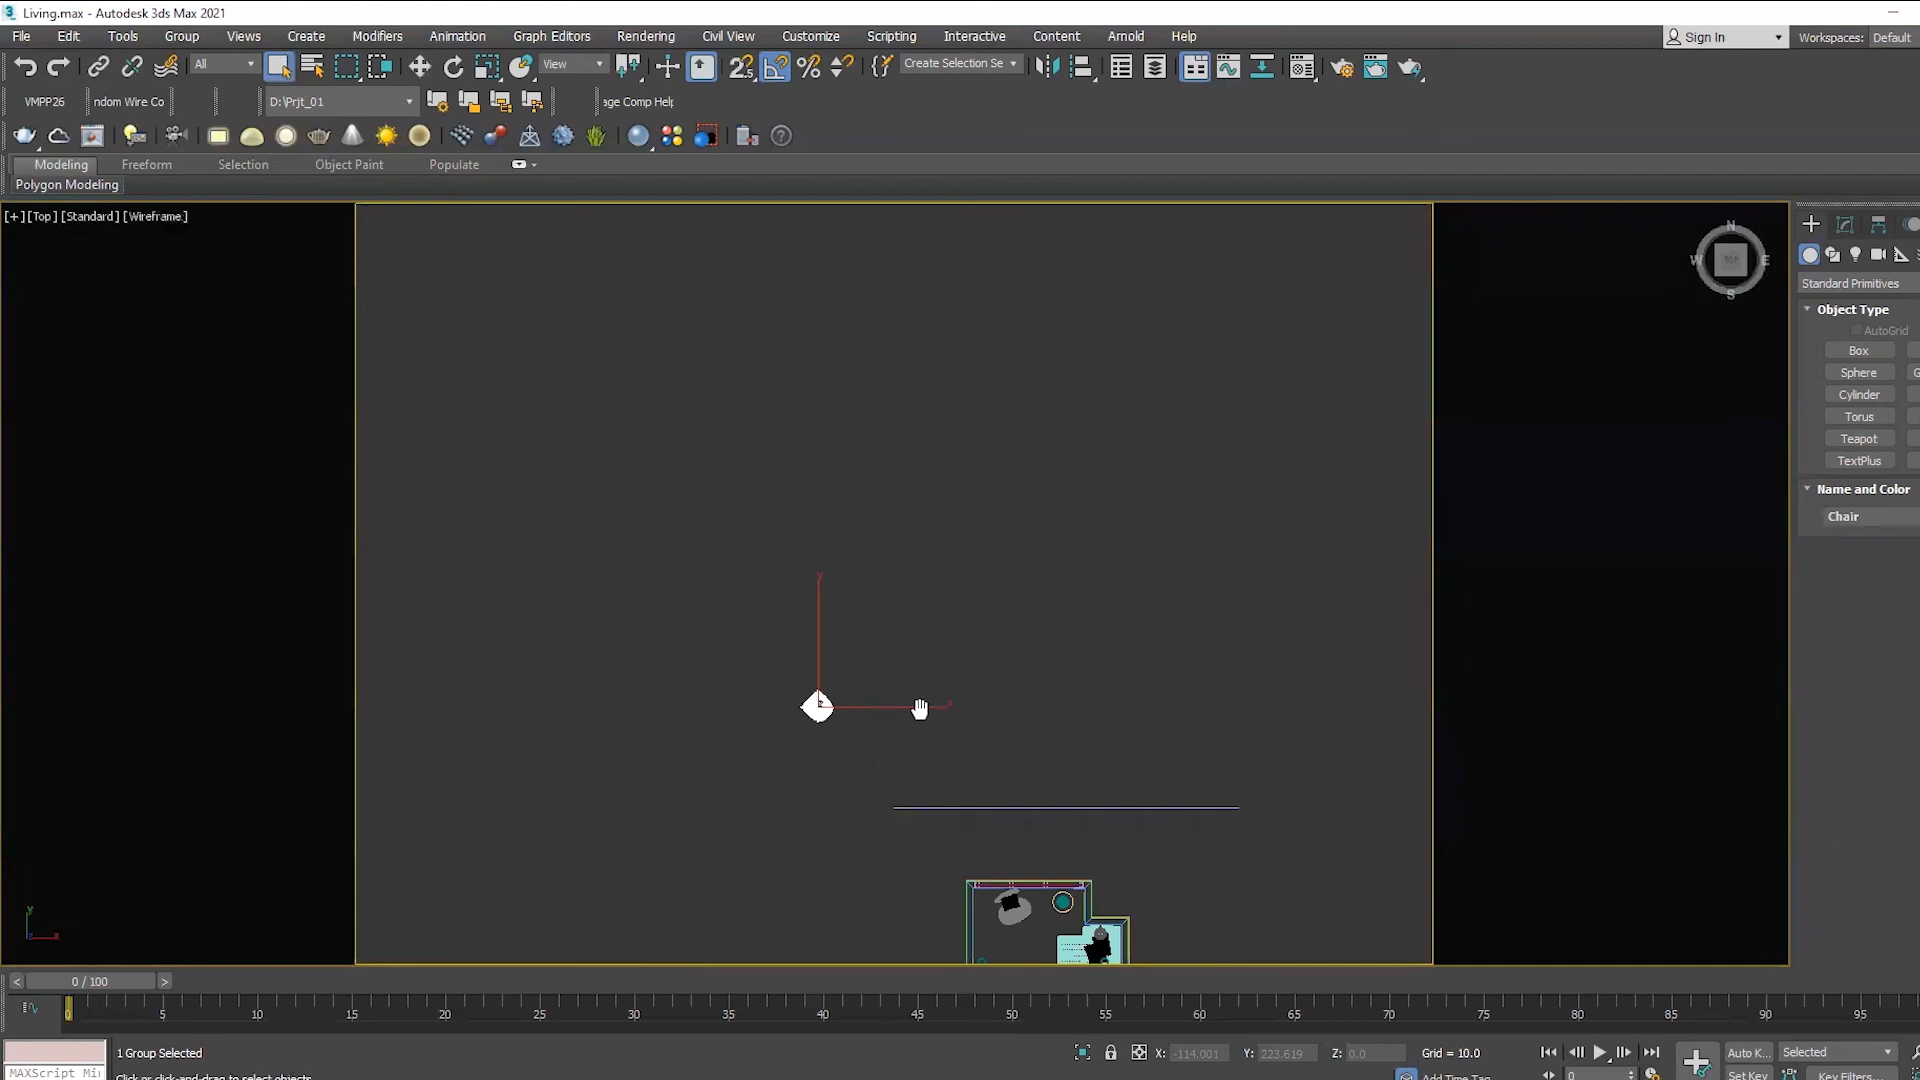 Living.max - Autodesk 3ds Max 2021
File Edit Tools Group Views Create Modifiers Animation Graph Editors Rendering Civil View Customize Scripting Interactive Content Arnold Help
Sign In
Workspaces: Default
All
View
Create Selection Se
VMPP26
ndom Wire Co
D:\Prjt_01
age Comp Help
Modeling Freeform Selection Object Paint Populate
Polygon Modeling
[+] [Top] [Standard] [Wireframe]
N
W TOP E
S
Standard Primitives
Object Type
AutoGrid
Box
Sphere G
Cylinder
Torus
Teapot
TextPlus
Name and Color
Chair
y
x
y
< 0 / 100 >
0 5 10 15 20 25 30 35 40 45 50 55 60 65 70 75 80 85 90 95
1 Group Selected
X: -114.001 Y: 223.619 Z: 0.0 Grid = 10.0
Auto K... Selected
MAXScript Mi
Click or click-and-drag to select objects
Add Time Tag
0
Set Key Key Filters...